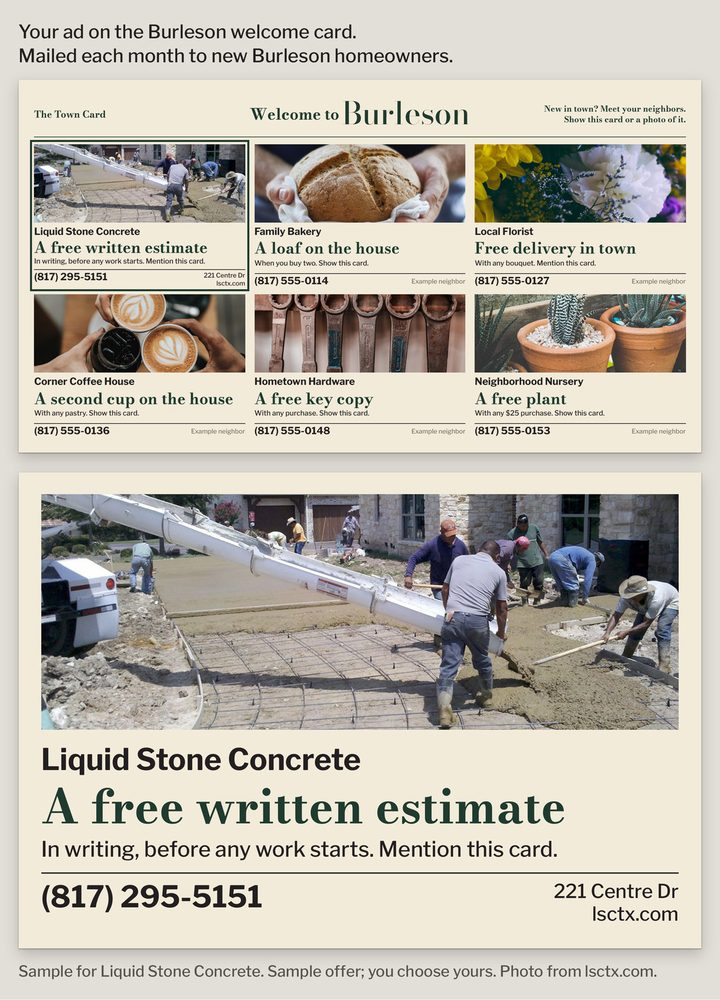 Your ad on the Burleson welcome card.
Mailed each month to new Burleson homeowners.
The Town Card
Welcome to Burleson
New in town? Meet your neighbors.
Show this card or a photo of it.
Liquid Stone Concrete
A free written estimate
In writing, before any work starts. Mention this card.
(817) 295-5151
221 Centre Dr
lsctx.com
Family Bakery
A loaf on the house
When you buy two. Show this card.
(817) 555-0114
Example neighbor
Local Florist
Free delivery in town
With any bouquet. Mention this card.
(817) 555-0127
Example neighbor
Corner Coffee House
A second cup on the house
With any pastry. Show this card.
(817) 555-0136
Example neighbor
Hometown Hardware
A free key copy
With any purchase. Show this card.
(817) 555-0148
Example neighbor
Neighborhood Nursery
A free plant
With any $25 purchase. Show this card.
(817) 555-0153
Example neighbor
Liquid Stone Concrete
A free written estimate
In writing, before any work starts. Mention this card.
(817) 295-5151
221 Centre Dr
lsctx.com
Sample for Liquid Stone Concrete. Sample offer; you choose yours. Photo from lsctx.com.